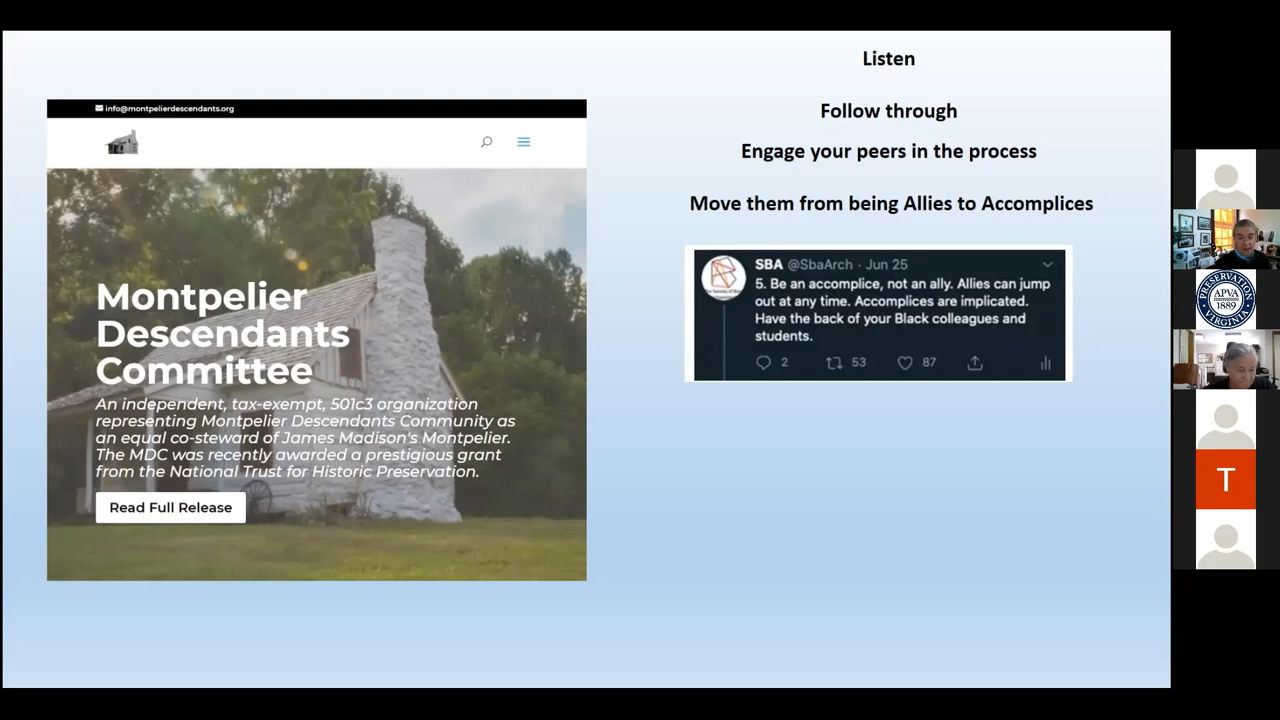 info@montpelierdescendants.org
Montpelier
Descendants
Committee
An independent, tax-exempt, 501c3 organization
representing Montpelier Descendants Community as
an equal co-steward of James Madison's Montpelier.
The MDC was recently awarded a prestigious grant
from the National Trust for Historic Preservation.
Read Full Release
Listen
Follow through
Engage your peers in the process
Move them from being Allies to Accomplices
SBA @SbaArch · Jun 25
5. Be an accomplice, not an ally. Allies can jump
out at any time. Accomplices are implicated.
Have the back of your Black colleagues and
students.
2 53 87
PRESERVATION
APVA
1889
VIRGINIA
T